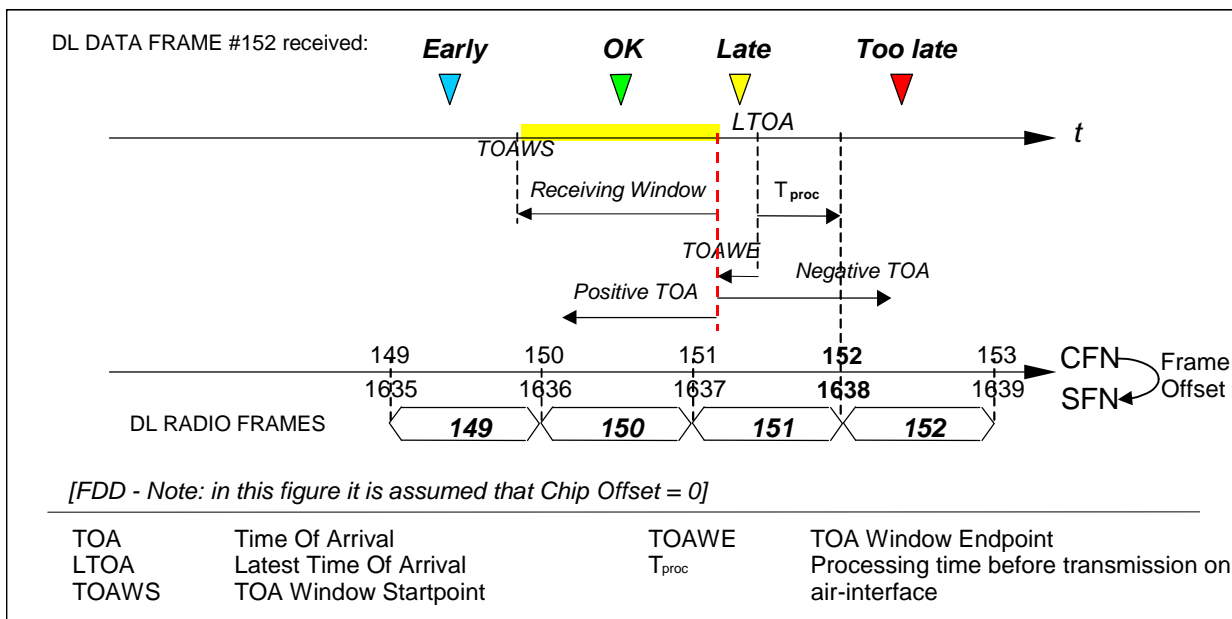 DL DATA FRAME #152 received:
Early OK Late Too late
LTOA
t
TOAWS
Receiving Window
Tproc
TOAWE
Negative TOA
Positive TOA
149 150 151 152 153
CFN
1635 1636 1637 1638 1639
Frame
Offset
SFN
DL RADIO FRAMES
149 150 151 152
[FDD - Note: in this figure it is assumed that Chip Offset = 0]
TOA Time Of Arrival TOAWE TOA Window Endpoint
LTOA Latest Time Of Arrival Tproc Processing time before transmission on
TOAWS TOA Window Startpoint air-interface